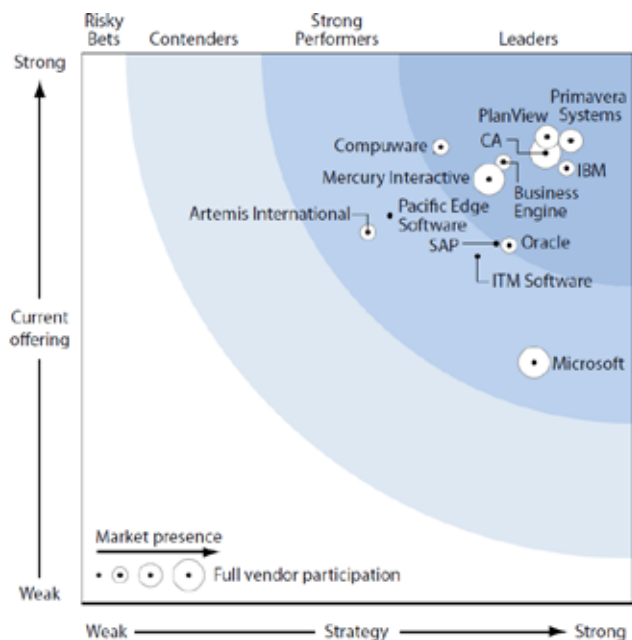 Risky
Bets
Contenders
Strong
Performers
Leaders
Strong
Primavera
Systems
PlanView
CA
Compuware
IBM
Mercury Interactive
Business
Engine
Pacific Edge
Software
Artemis International
SAP
Oracle
ITM Software
Current
offering
Microsoft
Market presence
Full vendor participation
Weak
Weak
Strategy
Strong